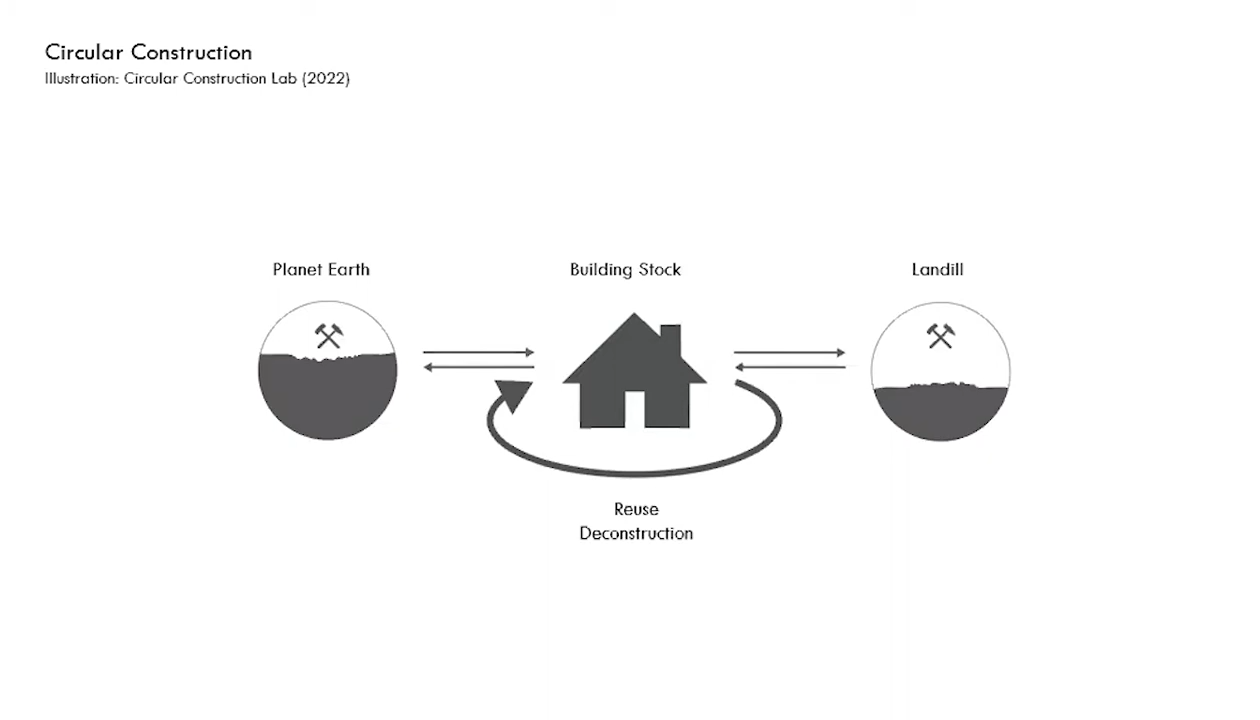 Circular Construction
Illustration: Circular Construction Lab (2022)
Planet Earth
Building Stock
Landill
Reuse
Deconstruction